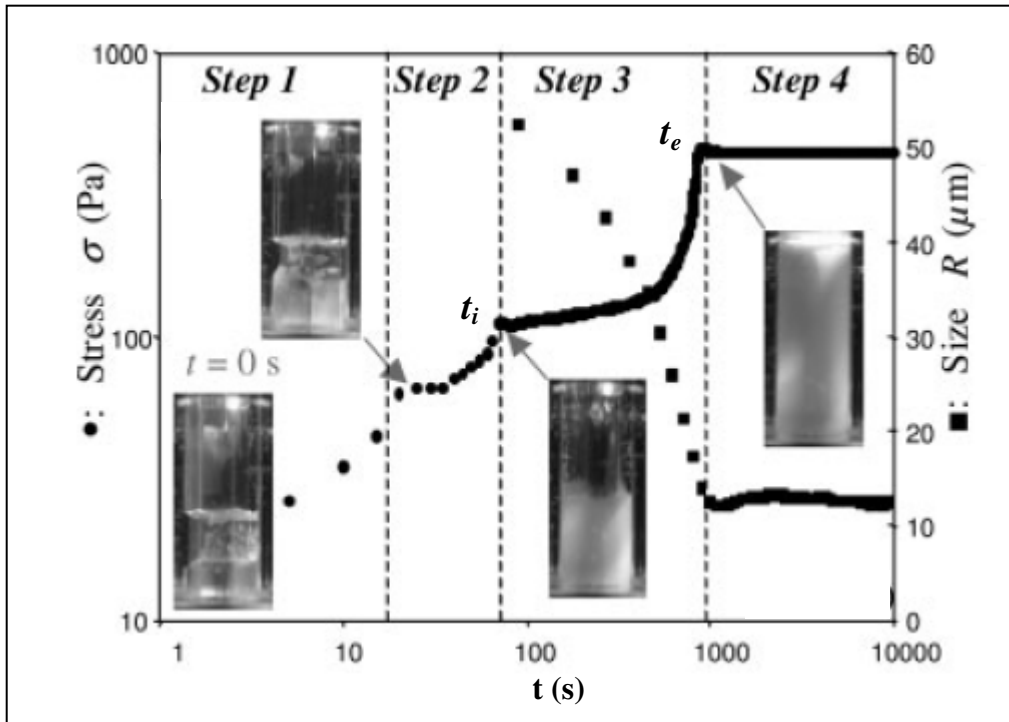 1000
60
Step 1
Step 2
Step 3
Step 4
50
t_e
40
t_i
100
30
t = 0 s
20
10
10
0
1
10
100
1000
10000
t (s)
●: Stress σ (Pa)
■: Size R (μm)